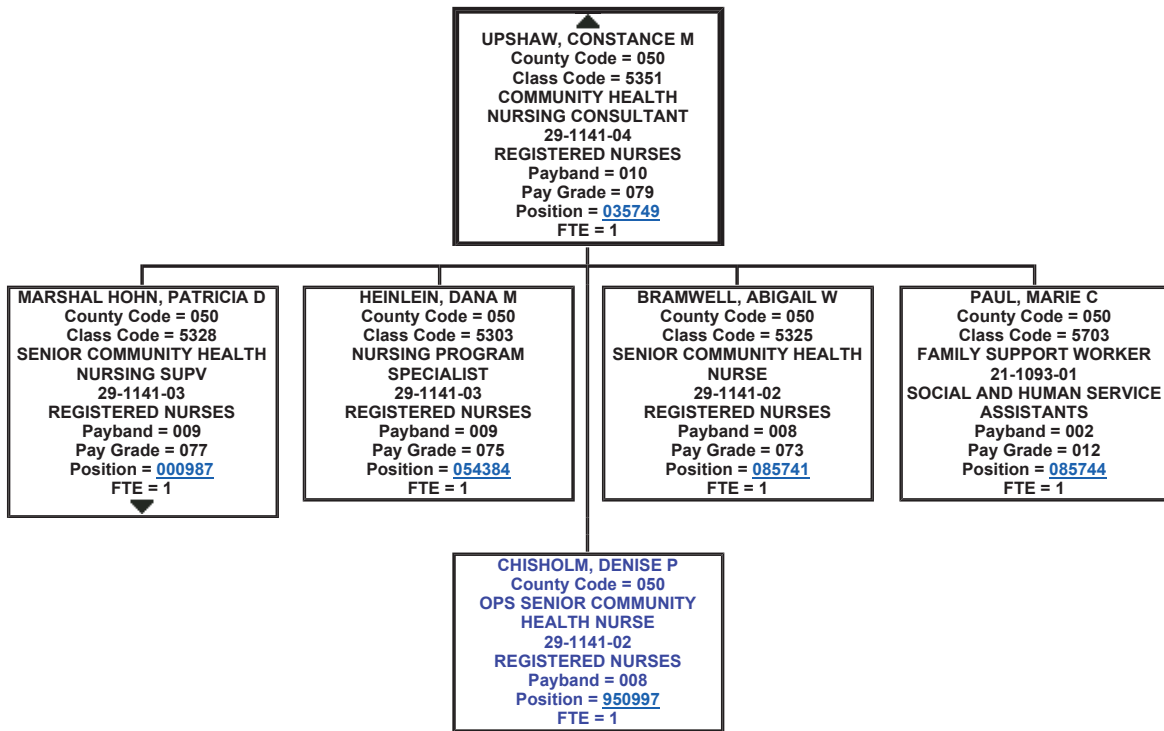 UPSHAW, CONSTANCE M
County Code = 050
Class Code = 5351
COMMUNITY HEALTH
NURSING CONSULTANT
29-1141-04
REGISTERED NURSES
Payband = 010
Pay Grade = 079
Position = 035749
FTE = 1
MARSHAL HOHN, PATRICIA D
County Code = 050
Class Code = 5328
SENIOR COMMUNITY HEALTH
NURSING SUPV
29-1141-03
REGISTERED NURSES
Payband = 009
Pay Grade = 077
Position = 000987
FTE = 1
HEINLEIN, DANA M
County Code = 050
Class Code = 5303
NURSING PROGRAM
SPECIALIST
29-1141-03
REGISTERED NURSES
Payband = 009
Pay Grade = 075
Position = 054384
FTE = 1
BRAMWELL, ABIGAIL W
County Code = 050
Class Code = 5325
SENIOR COMMUNITY HEALTH
NURSE
29-1141-02
REGISTERED NURSES
Payband = 008
Pay Grade = 073
Position = 085741
FTE = 1
PAUL, MARIE C
County Code = 050
Class Code = 5703
FAMILY SUPPORT WORKER
21-1093-01
SOCIAL AND HUMAN SERVICE
ASSISTANTS
Payband = 002
Pay Grade = 012
Position = 085744
FTE = 1
CHISHOLM, DENISE P
County Code = 050
OPS SENIOR COMMUNITY
HEALTH NURSE
29-1141-02
REGISTERED NURSES
Payband = 008
Position = 950997
FTE = 1